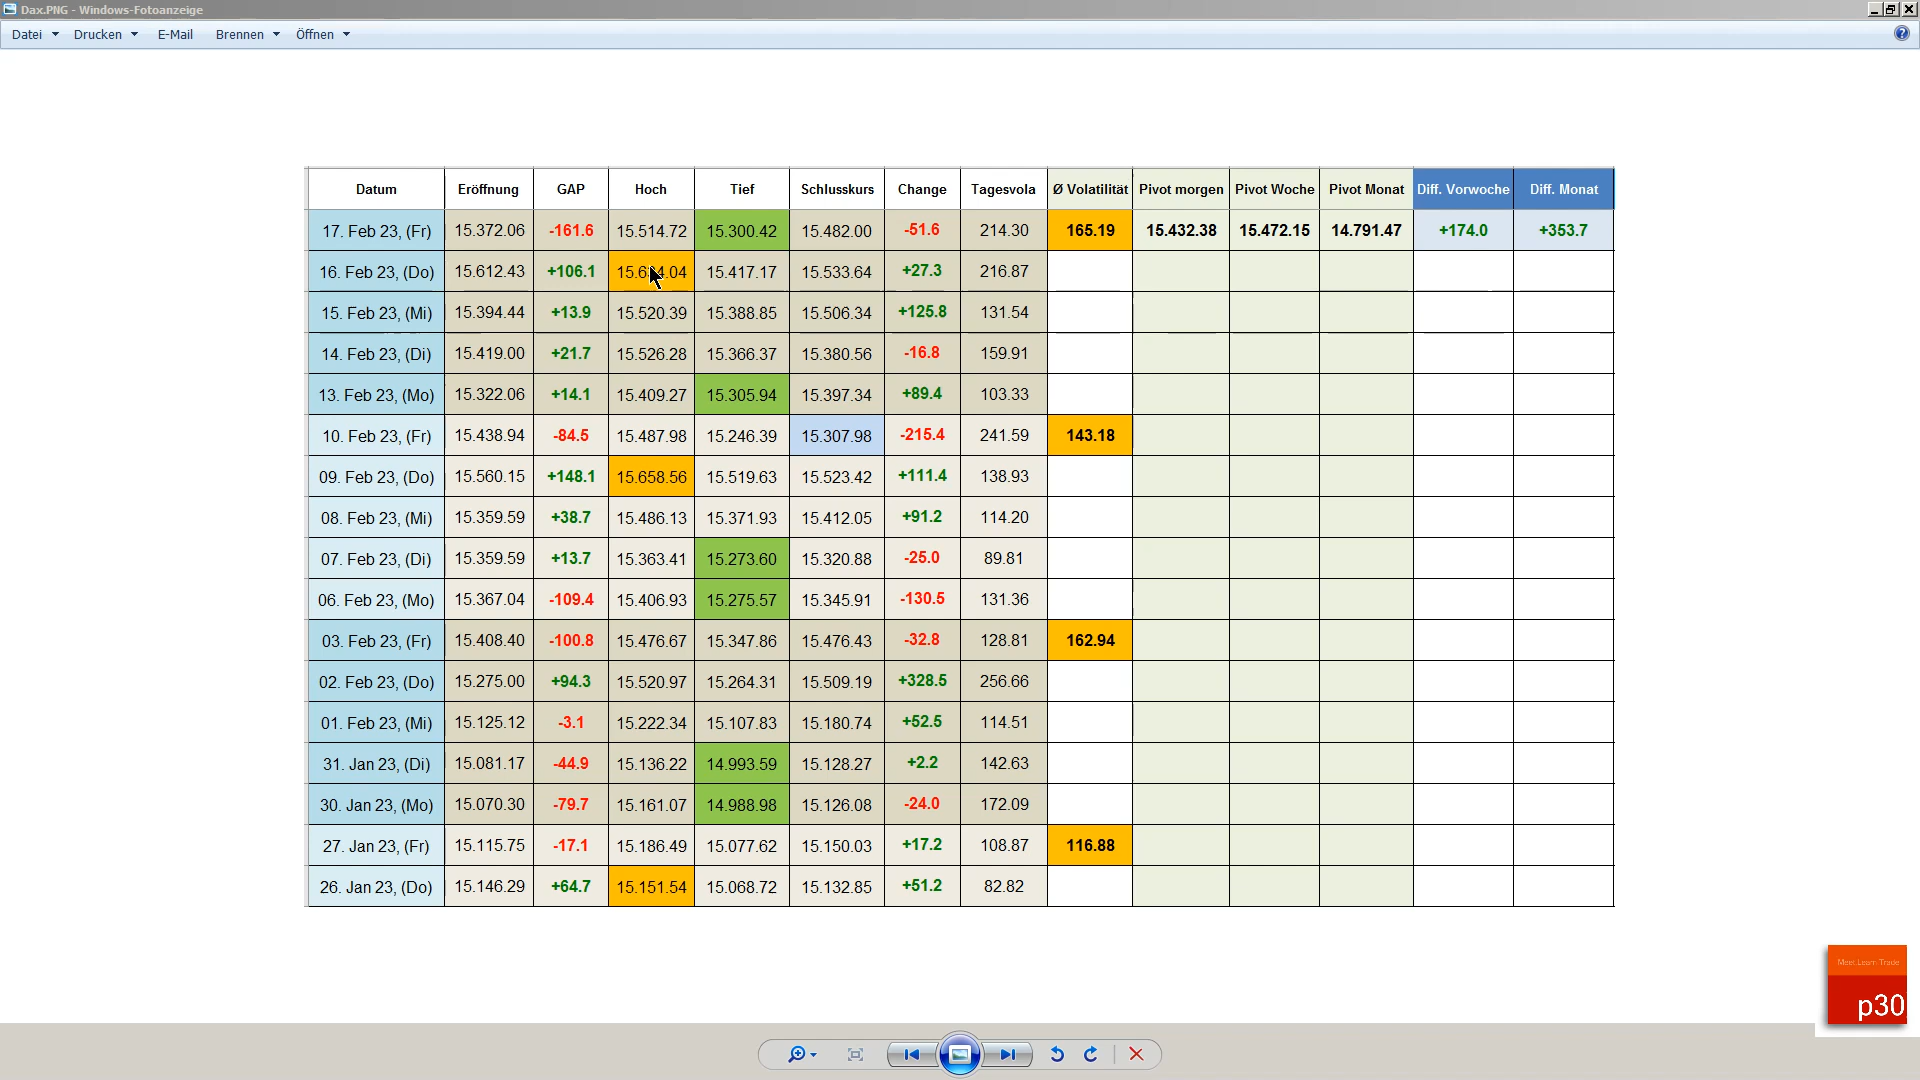 Dax.PNG - Windows-Fotoanzeige
Datei Drucken E-Mail Brennen Öffnen
Datum Eröffnung GAP Hoch Tief Schlusskurs Change Tagesvola Ø Volatilität Pivot morgen Pivot Woche Pivot Monat Diff. Vorwoche Diff. Monat
17. Feb 23, (Fr) 15.372.06 -161.6 15.514.72 15.300.42 15.482.00 -51.6 214.30 165.19 15.432.38 15.472.15 14.791.47 +174.0 +353.7
16. Feb 23, (Do) 15.612.43 +106.1 15.417.17 15.533.64 +27.3 216.87
15. Feb 23, (Mi) 15.394.44 +13.9 15.520.39 15.388.85 15.506.34 +125.8 131.54
14. Feb 23, (Di) 15.419.00 +21.7 15.526.28 15.366.37 15.380.56 -16.8 159.91
13. Feb 23, (Mo) 15.322.06 +14.1 15.409.27 15.305.94 15.397.34 +89.4 103.33
10. Feb 23, (Fr) 15.438.94 -84.5 15.487.98 15.246.39 15.307.98 -215.4 241.59 143.18
09. Feb 23, (Do) 15.560.15 +148.1 15.658.56 15.519.63 15.523.42 +111.4 138.93
08. Feb 23, (Mi) 15.359.59 +38.7 15.486.13 15.371.93 15.412.05 +91.2 114.20
07. Feb 23, (Di) 15.359.59 +13.7 15.363.41 15.273.60 15.320.88 -25.0 89.81
06. Feb 23, (Mo) 15.367.04 -109.4 15.406.93 15.275.57 15.345.91 -130.5 131.36
03. Feb 23, (Fr) 15.408.40 -100.8 15.476.67 15.347.86 15.476.43 -32.8 128.81 162.94
02. Feb 23, (Do) 15.275.00 +94.3 15.520.97 15.264.31 15.509.19 +328.5 256.66
01. Feb 23, (Mi) 15.125.12 -3.1 15.222.34 15.107.83 15.180.74 +52.5 114.51
31. Jan 23, (Di) 15.081.17 -44.9 15.136.22 14.993.59 15.128.27 +2.2 142.63
30. Jan 23, (Mo) 15.070.30 -79.7 15.161.07 14.988.98 15.126.08 -24.0 172.09
27. Jan 23, (Fr) 15.115.75 -17.1 15.186.49 15.077.62 15.150.03 +17.2 108.87 116.88
26. Jan 23, (Do) 15.146.29 +64.7 15.151.54 15.068.72 15.132.85 +51.2 82.82
Meet.Learn.Trade
p30